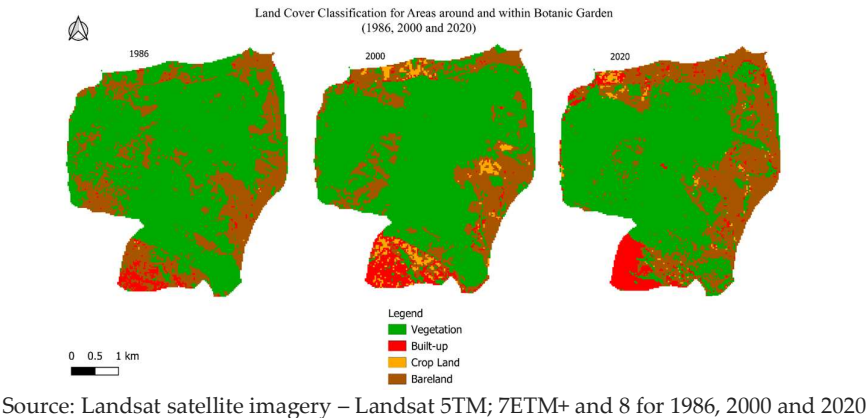 Land Cover Classification for Areas around and within Botanic Garden
(1986, 2000 and 2020)
1986
2000
2020
Legend
Vegetation
Built-up
Crop Land
Bareland
0 0.5 1 km
Source: Landsat satellite imagery – Landsat 5TM; 7ETM+ and 8 for 1986, 2000 and 2020